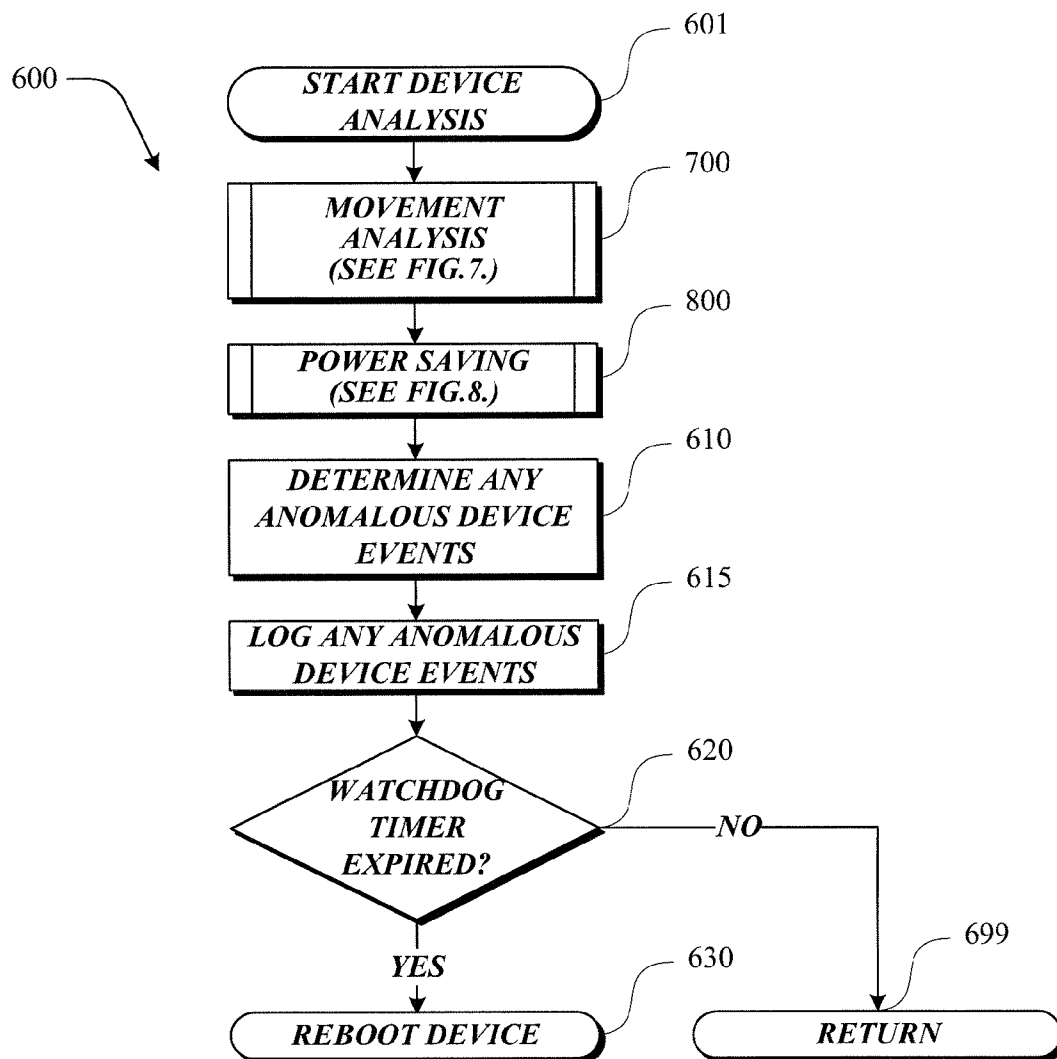 601
600
START DEVICE
ANALYSIS
700
MOVEMENT
ANALYSIS
(SEE FIG.7.)
800
POWER SAVING
(SEE FIG.8.)
610
DETERMINE ANY
ANOMALOUS DEVICE
EVENTS
615
LOG ANY ANOMALOUS
DEVICE EVENTS
620
WATCHDOG
TIMER
EXPIRED?
NO
YES
630
699
REBOOT DEVICE
RETURN